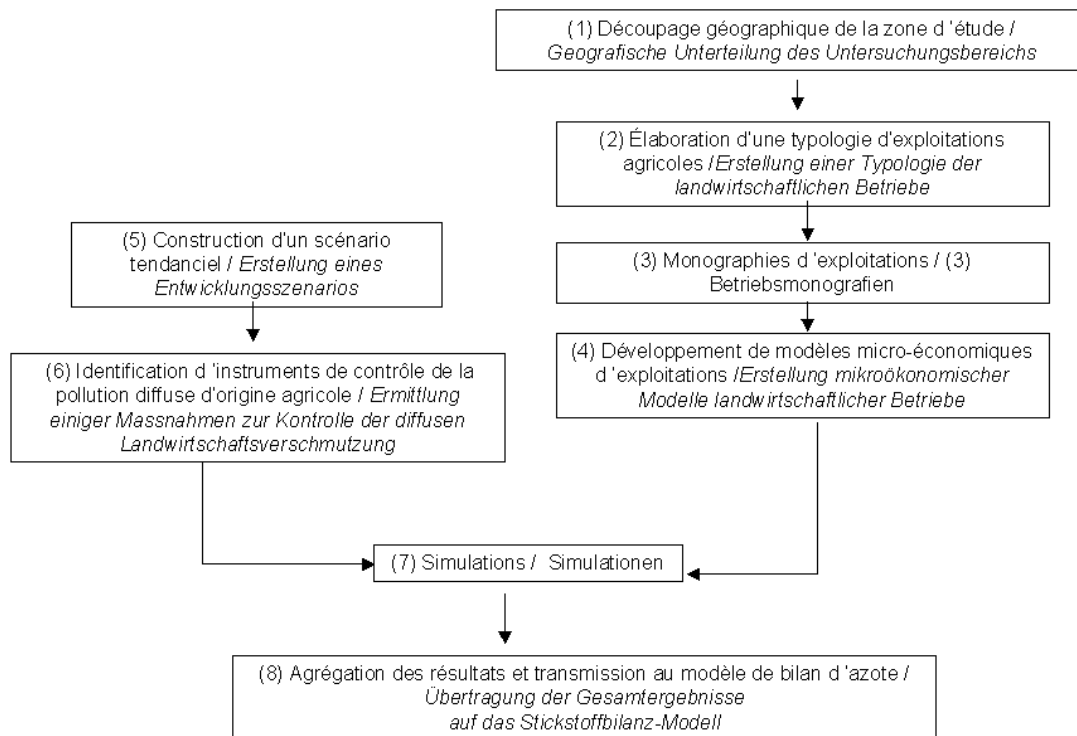 (1) Découpage géographique de la zone d 'étude /
Geografische Unterteilung des Untersuchungsbereichs
(2) Élaboration d'une typologie d'exploitations
agricoles /Erstellung einer Typologie der
landwirtschaftlichen Betriebe
(3) Monographies d 'exploitations / (3)
Betriebsmonografien
(4) Développement de modèles micro-économiques
d 'exploitations /Erstellung mikroökonomischer
Modelle landwirtschaftlicher Betriebe
(5) Construction d'un scénario
tendanciel / Erstellung eines
Entwicklungsszenarios
(6) Identification d 'instruments de contrôle de la
pollution diffuse d'origine agricole / Ermittlung
einiger Massnahmen zur Kontrolle der diffusen
Landwirtschaftsverschmutzung
(7) Simulations / Simulationen
(8) Agrégation des résultats et transmission au modèle de bilan d 'azote /
Übertragung der Gesamtergebnisse
auf das Stickstoffbilanz-Modell